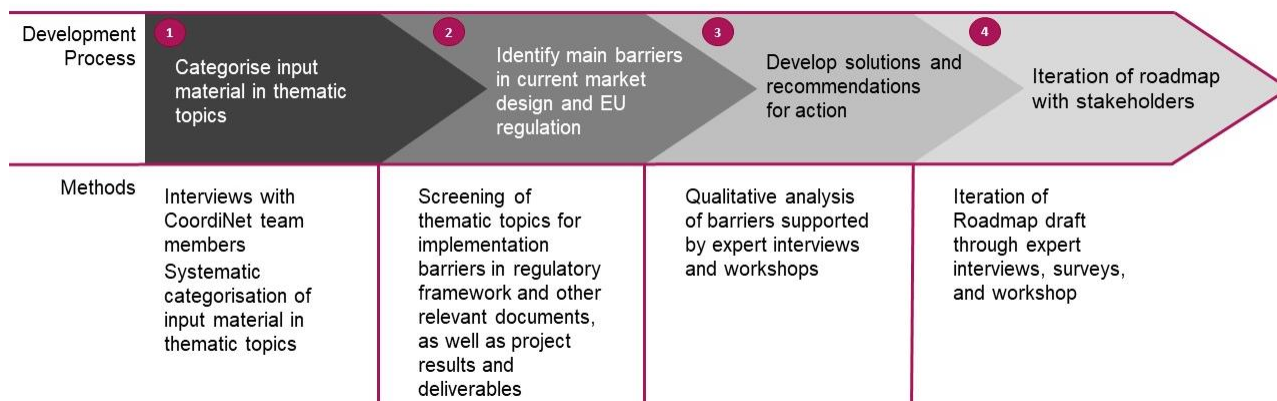 Development
Process
1
Categorise input
material in thematic
topics
2
Identify main barriers
in current market
design and EU
regulation
3
Develop solutions and
recommendations
for action
4
Iteration of roadmap
with stakeholders
Methods
Interviews with
CoordiNet team
members
Systematic
categorisation of
input material in
thematic topics
Screening of
thematic topics for
implementation
barriers in regulatory
framework and other
relevant documents,
as well as project
results and
deliverables
Qualitative analysis
of barriers supported
by expert interviews
and workshops
Iteration of
Roadmap draft
through expert
interviews, surveys,
and workshop